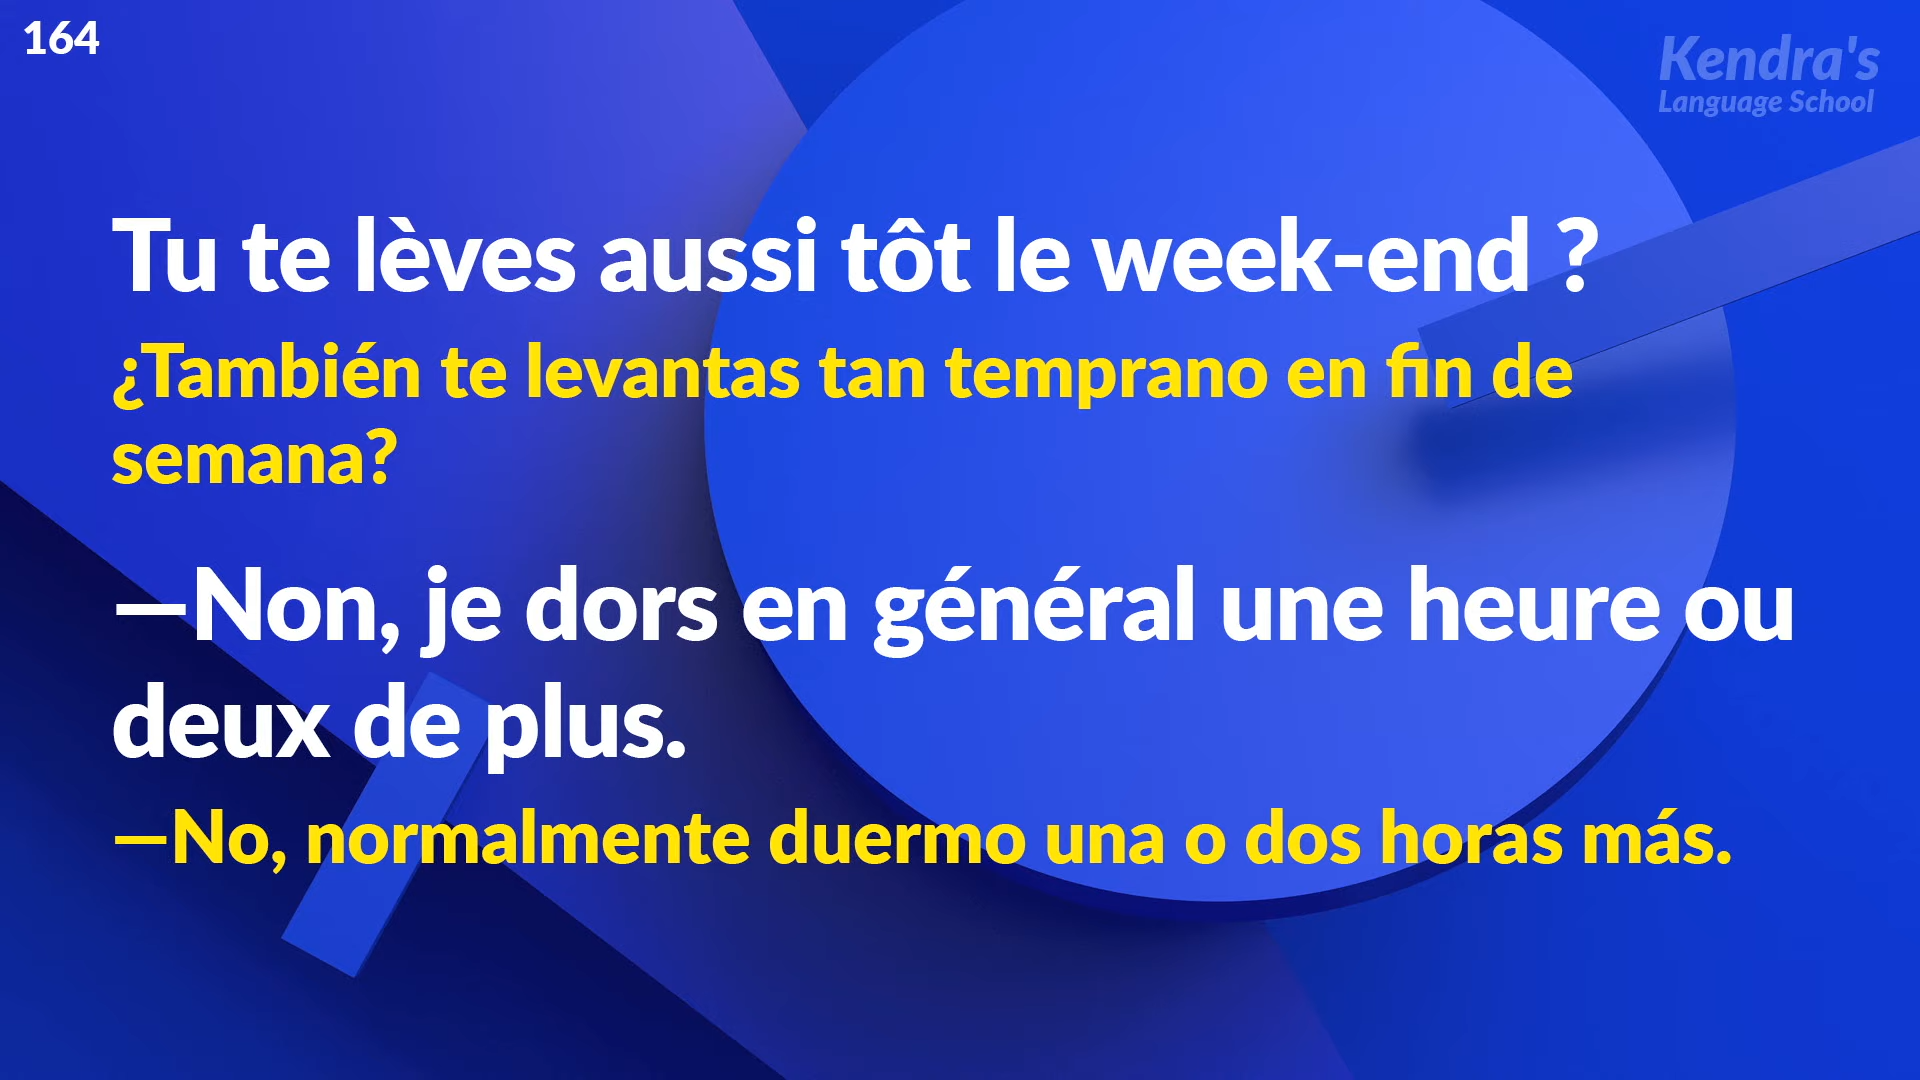 164
Kendra's
Language School
Tu te lèves aussi tôt le week-end ?
¿También te levantas tan temprano en fin de
semana?
—Non, je dors en général une heure ou
deux de plus.
—No, normalmente duermo una o dos horas más.